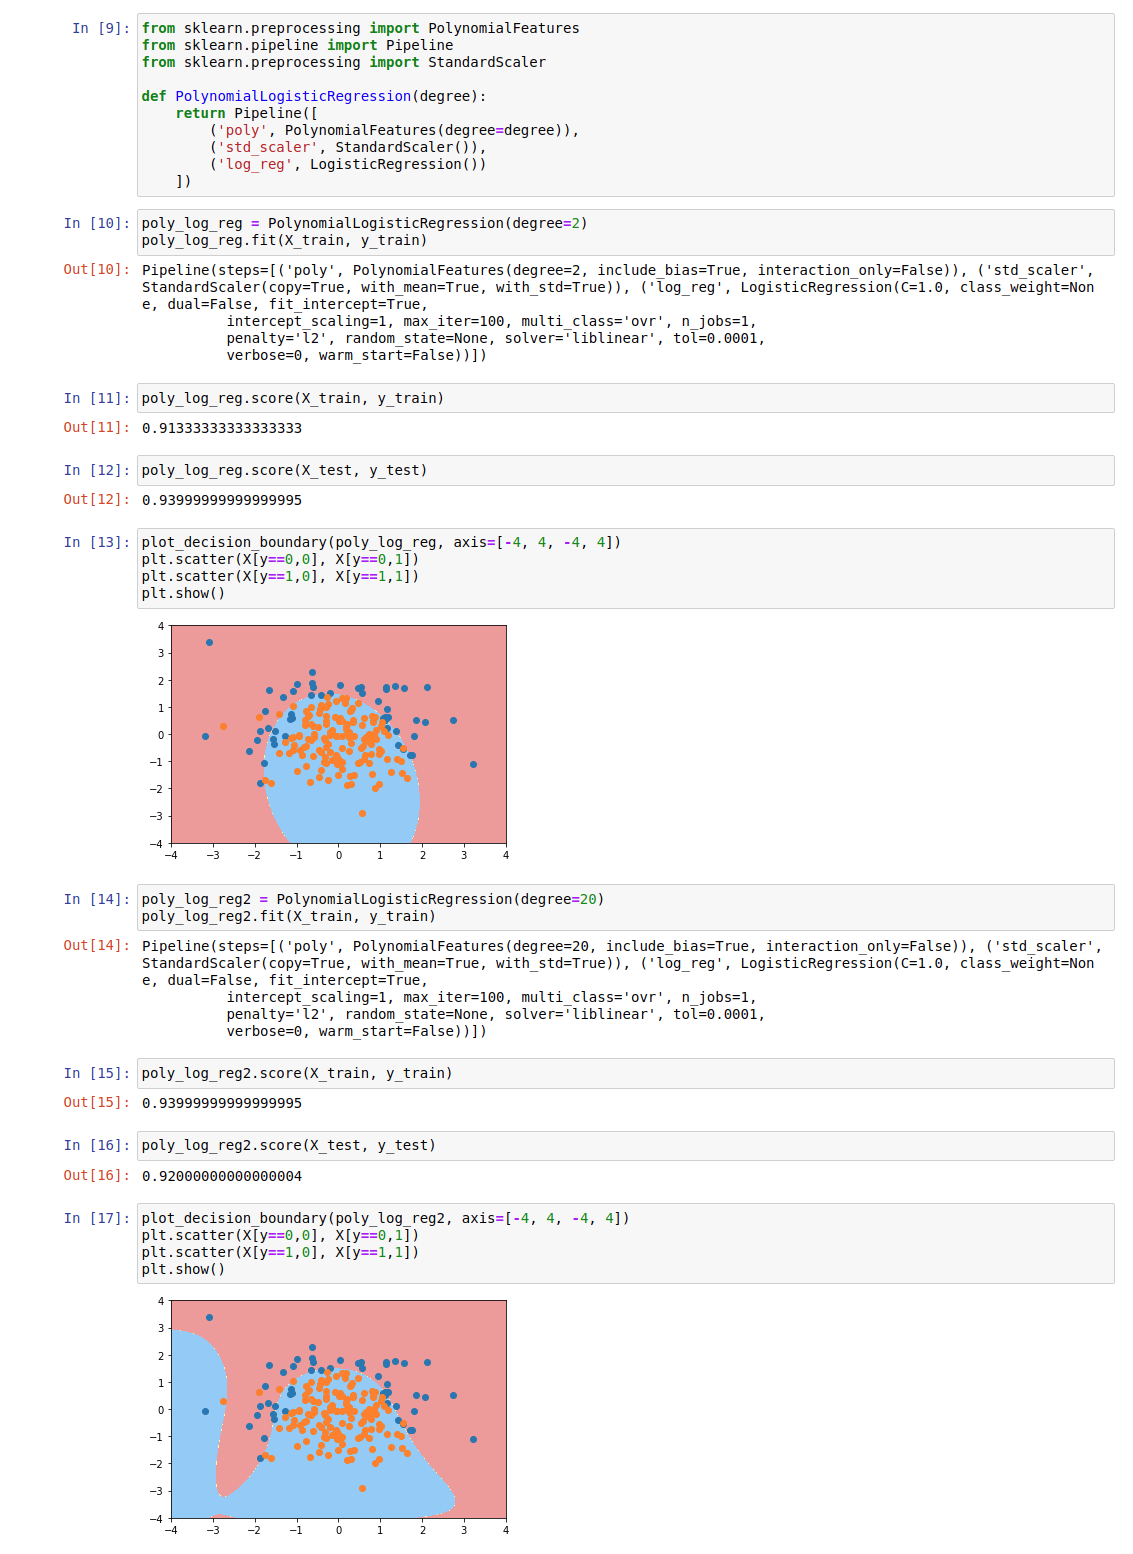 In [9]:
from sklearn.preprocessing import PolynomialFeatures
from sklearn.pipeline import Pipeline
from sklearn.preprocessing import StandardScaler
def PolynomialLogisticRegression(degree):
    return Pipeline([
        ('poly', PolynomialFeatures(degree=degree)),
        ('std_scaler', StandardScaler()),
        ('log_reg', LogisticRegression())
    ])
In [10]:
poly_log_reg = PolynomialLogisticRegression(degree=2)
poly_log_reg.fit(X_train, y_train)
Out[10]:
Pipeline(steps=[('poly', PolynomialFeatures(degree=2, include_bias=True, interaction_only=False)), ('std_scaler',
StandardScaler(copy=True, with_mean=True, with_std=True)), ('log_reg', LogisticRegression(C=1.0, class_weight=Non
e, dual=False, fit_intercept=True,
          intercept_scaling=1, max_iter=100, multi_class='ovr', n_jobs=1,
          penalty='l2', random_state=None, solver='liblinear', tol=0.0001,
          verbose=0, warm_start=False))])
In [11]:
poly_log_reg.score(X_train, y_train)
Out[11]:
0.91333333333333333
In [12]:
poly_log_reg.score(X_test, y_test)
Out[12]:
0.93999999999999995
In [13]:
plot_decision_boundary(poly_log_reg, axis=[-4, 4, -4, 4])
plt.scatter(X[y==0,0], X[y==0,1])
plt.scatter(X[y==1,0], X[y==1,1])
plt.show()
4
3
2
1
0
−1
−2
−3
−4
−4 −3 −2 −1 0 1 2 3 4
In [14]:
poly_log_reg2 = PolynomialLogisticRegression(degree=20)
poly_log_reg2.fit(X_train, y_train)
Out[14]:
Pipeline(steps=[('poly', PolynomialFeatures(degree=20, include_bias=True, interaction_only=False)), ('std_scaler',
StandardScaler(copy=True, with_mean=True, with_std=True)), ('log_reg', LogisticRegression(C=1.0, class_weight=Non
e, dual=False, fit_intercept=True,
          intercept_scaling=1, max_iter=100, multi_class='ovr', n_jobs=1,
          penalty='l2', random_state=None, solver='liblinear', tol=0.0001,
          verbose=0, warm_start=False))])
In [15]:
poly_log_reg2.score(X_train, y_train)
Out[15]:
0.93999999999999995
In [16]:
poly_log_reg2.score(X_test, y_test)
Out[16]:
0.92000000000000004
In [17]:
plot_decision_boundary(poly_log_reg2, axis=[-4, 4, -4, 4])
plt.scatter(X[y==0,0], X[y==0,1])
plt.scatter(X[y==1,0], X[y==1,1])
plt.show()
4
3
2
1
0
−1
−2
−3
−4
−4 −3 −2 −1 0 1 2 3 4